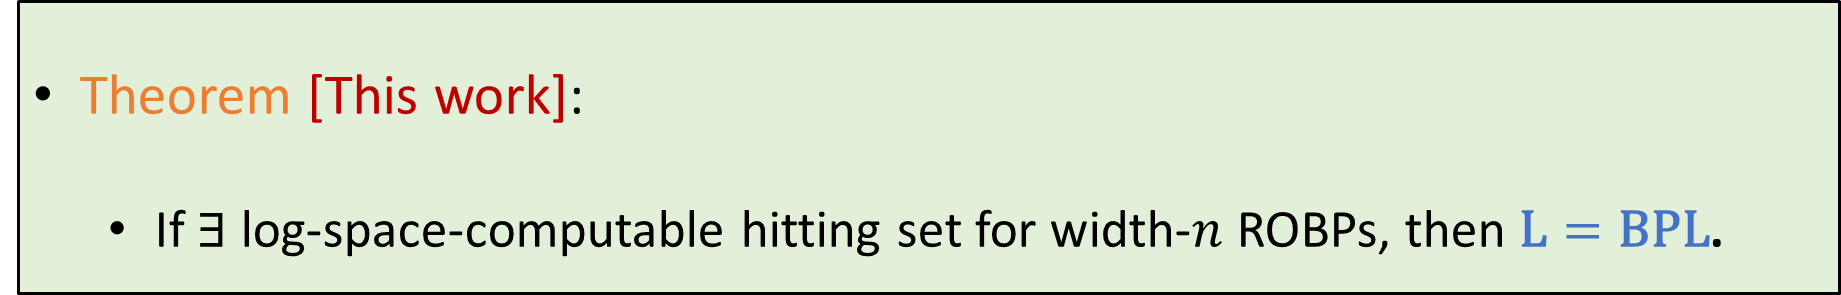 • Theorem [This work]:
• If ∃ log-space-computable hitting set for width-n ROBPs, then L = BPL.